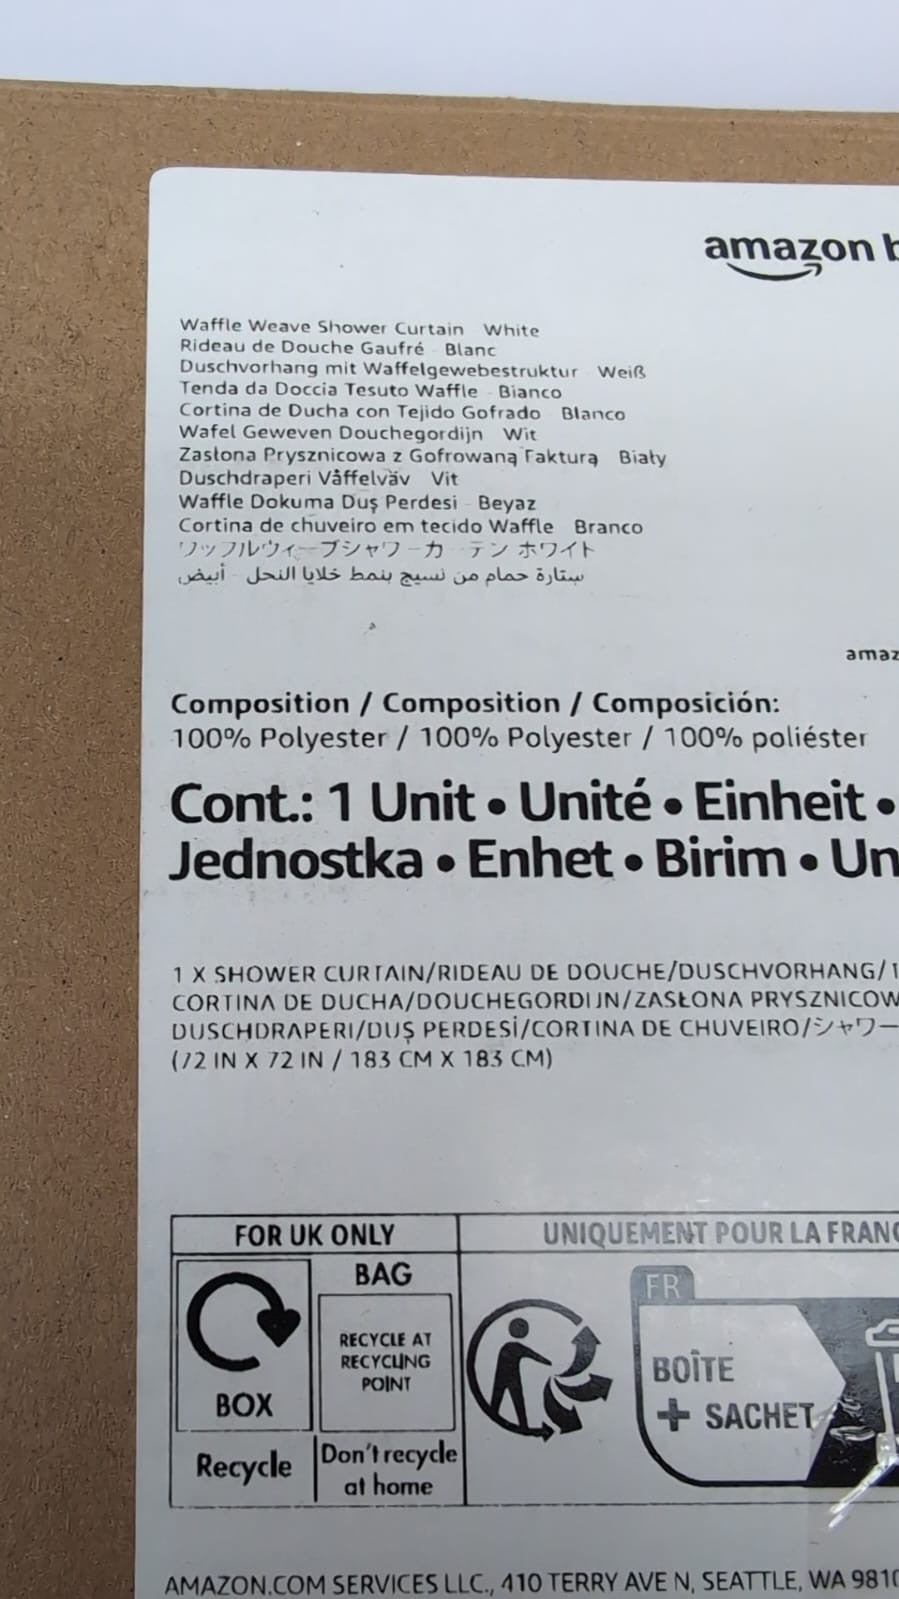 amazon b
Waffle Weave Shower Curtain White
Rideau de Douche Gaufré - Blanc
Duschvorhang mit Waffelgewebestruktur Weiß
Tenda da Doccia Tesuto Waffle - Bianco
Cortina de Ducha con Tejido Gofrado Blanco
Wafel Geweven Douchegordijn Wit
Zasłona Prysznicowa z Gofrowaną Fakturą Biały
Duschdraperi Våffelväv Vit
Waffle Dokuma Duş Perdesi - Beyaz
Cortina de chuveiro em tecido Waffle Branco
ワッフルウィーブシャワーカーテン ホワイト
ستارة حمام من نسيج بنمط خلايا النحل - أبيض
amaz
Composition / Composition / Composición:
100% Polyester / 100% Polyester / 100% poliéster
Cont.: 1 Unit • Unité • Einheit •
Jednostka • Enhet • Birim • Un
1 X SHOWER CURTAIN/RIDEAU DE DOUCHE/DUSCHVORHANG/1
CORTINA DE DUCHA/DOUCHEGORDIJN/ZASŁONA PRYSZNICOW
DUSCHDRAPERI/DUŞ PERDESİ/CORTINA DE CHUVEIRO/シャワー
(72 IN X 72 IN / 183 CM X 183 CM)
FOR UK ONLY
BOX
Recycle
BAG
RECYCLE AT
RECYCLING
POINT
Don't recycle
at home
UNIQUEMENT POUR LA FRANC
FR
BOÎTE
+ SACHET
AMAZON.COM SERVICES LLC., 410 TERRY AVE N, SEATTLE, WA 9810